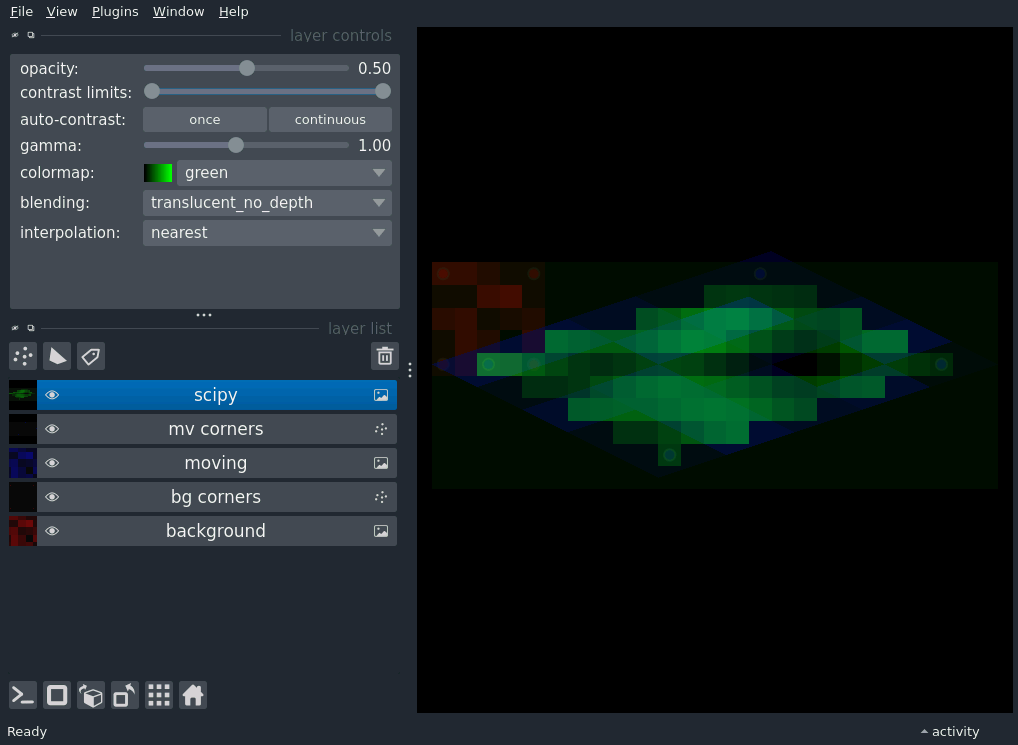 File View Plugins Window Help
layer controls
opacity: 0.50
contrast limits:
auto-contrast: once continuous
gamma: 1.00
colormap: green
blending: translucent_no_depth
interpolation: nearest
layer list
scipy
mv corners
moving
bg corners
background
Ready activity